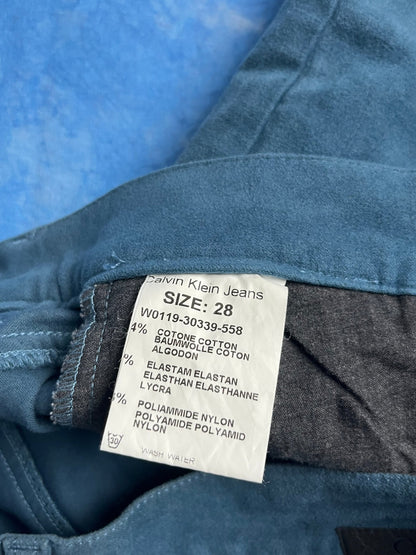 Calvin Klein Jeans
SIZE: 28
W0119-30339-558
4% COTONE COTTON
BAUMWOLLE COTON
ALGODON
% ELASTAM ELASTAN
ELASTHAN ELASTHANNE
LYCRA
% POLIAMMIDE NYLON
POLYAMIDE POLYAMID
NYLON
30
WASH WATER